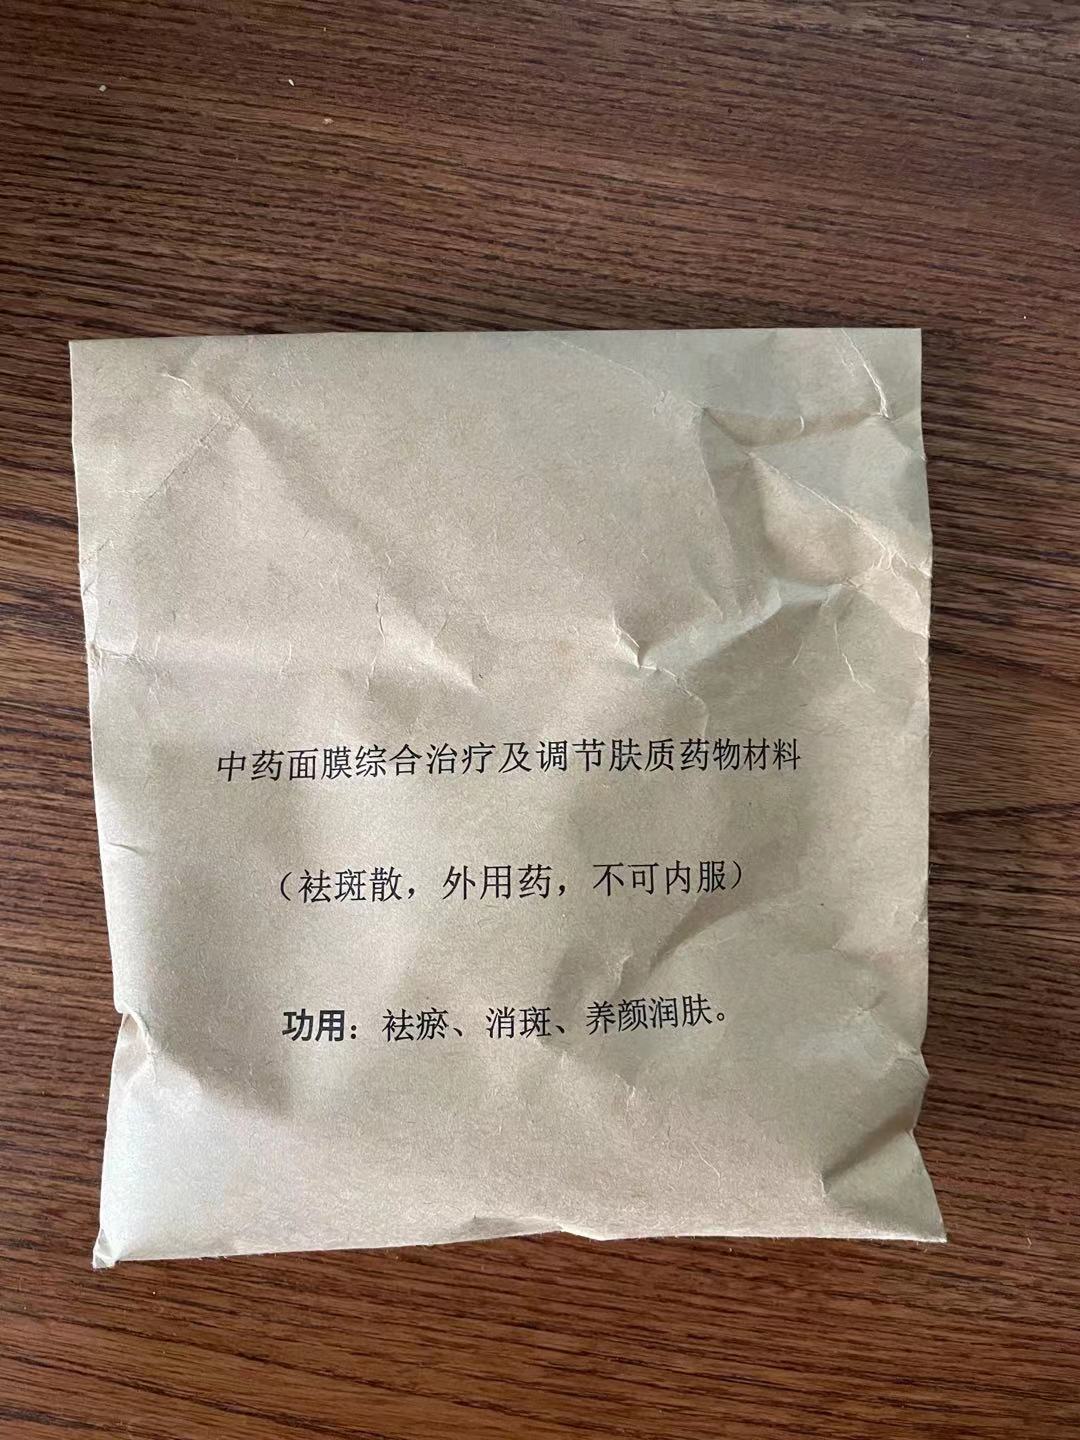 中药面膜综合治疗及调节肤质药物材料
（祛斑散，外用药，不可内服）
功用：祛瘀、消斑、养颜润肤。